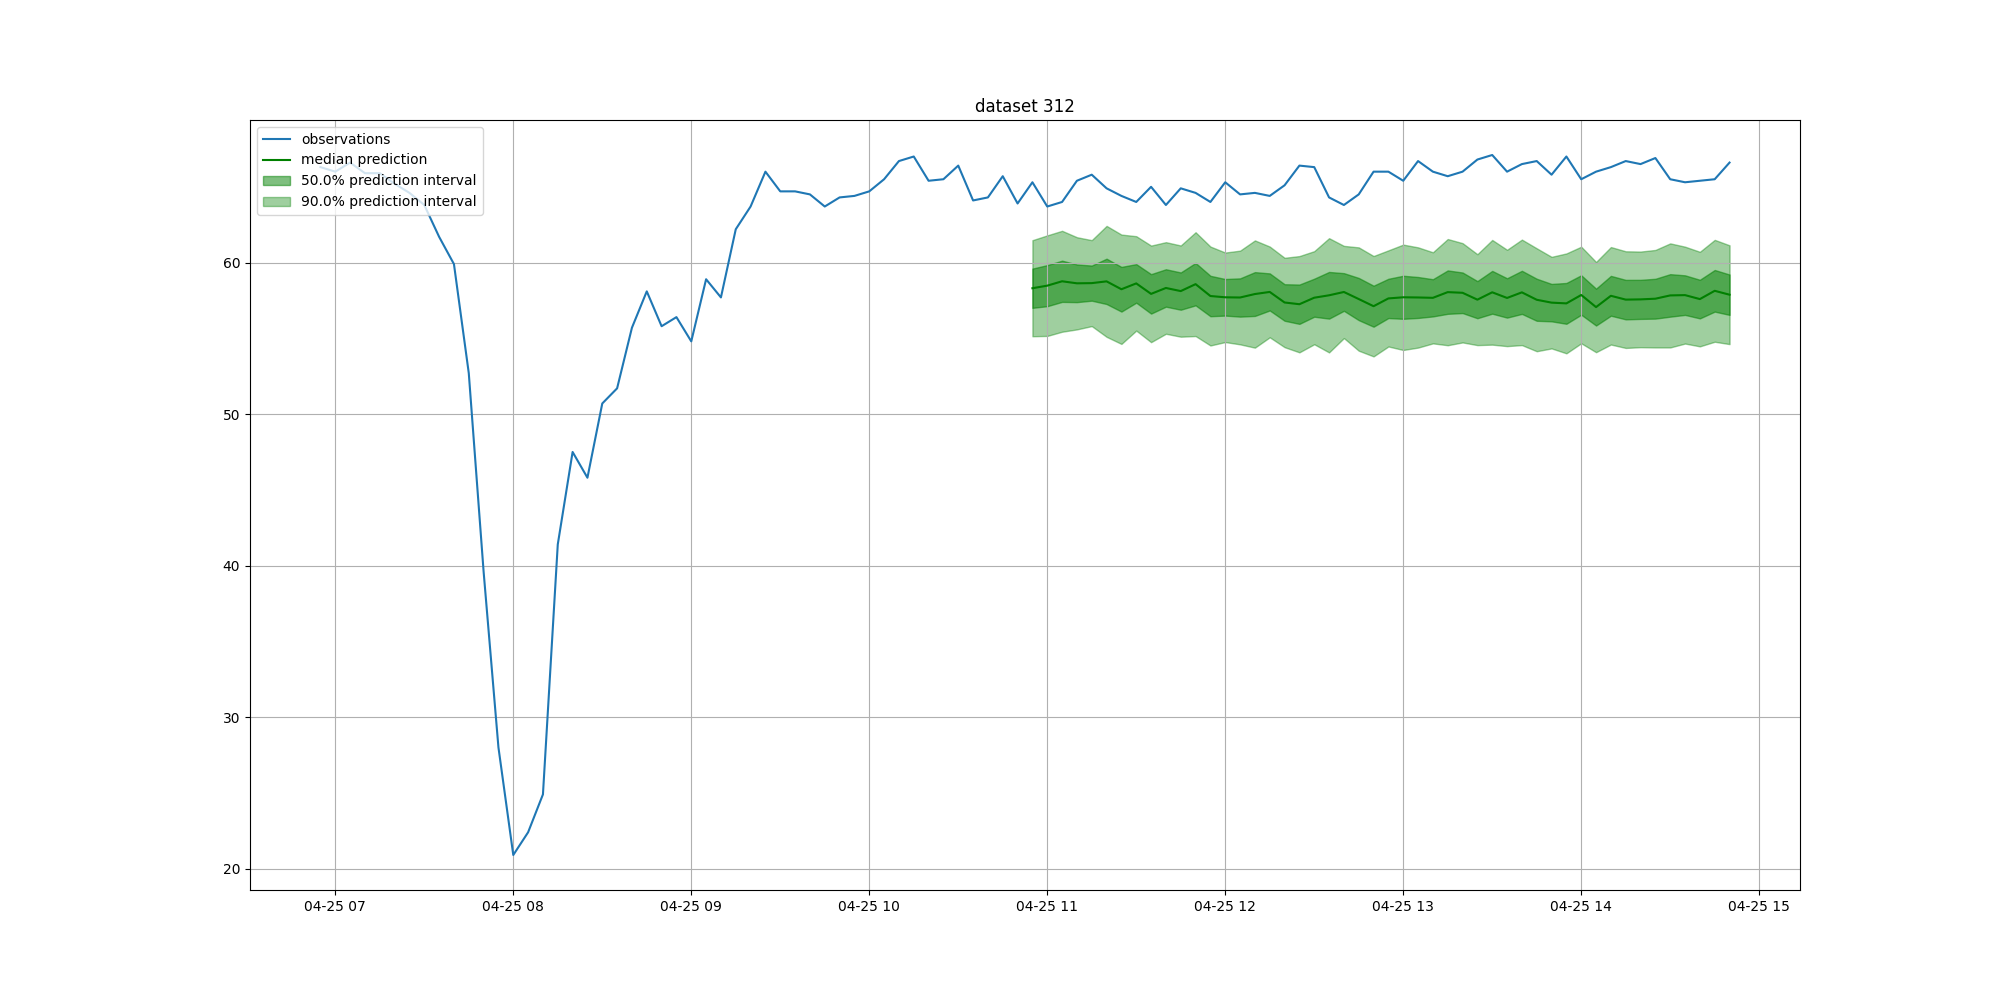 dataset 312
observations
median prediction
50.0% prediction interval
90.0% prediction interval
60
50
40
30
20
04-25 07
04-25 08
04-25 09
04-25 10
04-25 11
04-25 12
04-25 13
04-25 14
04-25 15